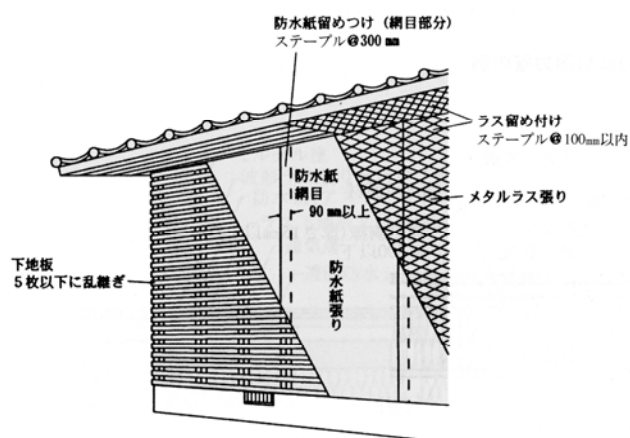 防水紙留めつけ（網目部分）
ステープル@300㎜
ラス留め付け
ステープル@100㎜以内
防水紙
網目
90㎜以上
メタルラス張り
防水紙張り
下地板
5枚以下に乱継ぎ